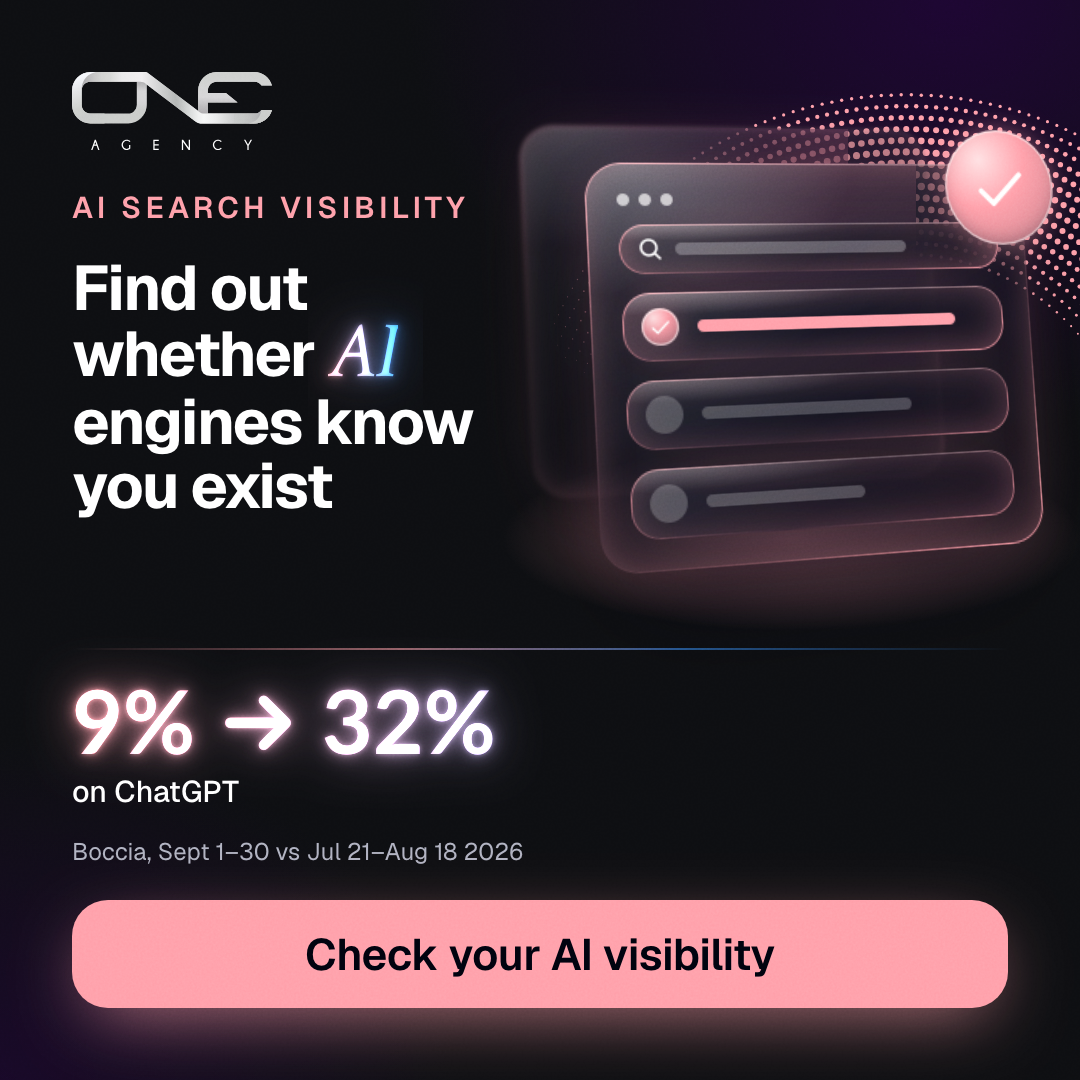 ONE
AGENCY
AI SEARCH VISIBILITY
Find out
whether AI
engines know
you exist
9% → 32%
on ChatGPT
Boccia, Sept 1–30 vs Jul 21–Aug 18 2026
Check your AI visibility